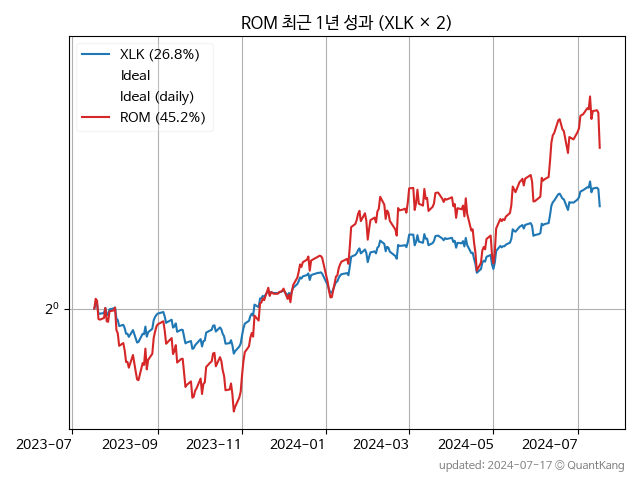 ROM 최근 1년 성과 (XLK × 2)
XLK (26.8%)
Ideal
Ideal (daily)
ROM (45.2%)
2⁰
2023-07 2023-09 2023-11 2024-01 2024-03 2024-05 2024-07
updated: 2024-07-17 © QuantKang